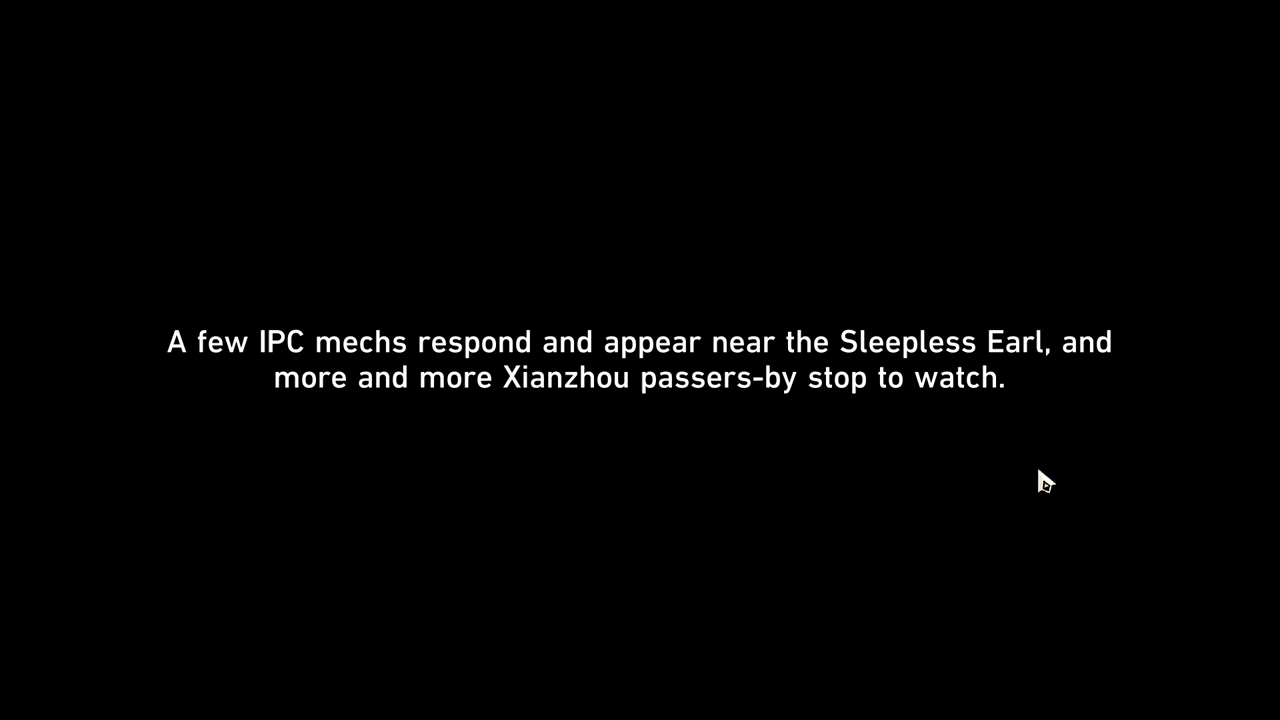 A few IPC mechs respond and appear near the Sleepless Earl, and
more and more Xianzhou passers-by stop to watch.